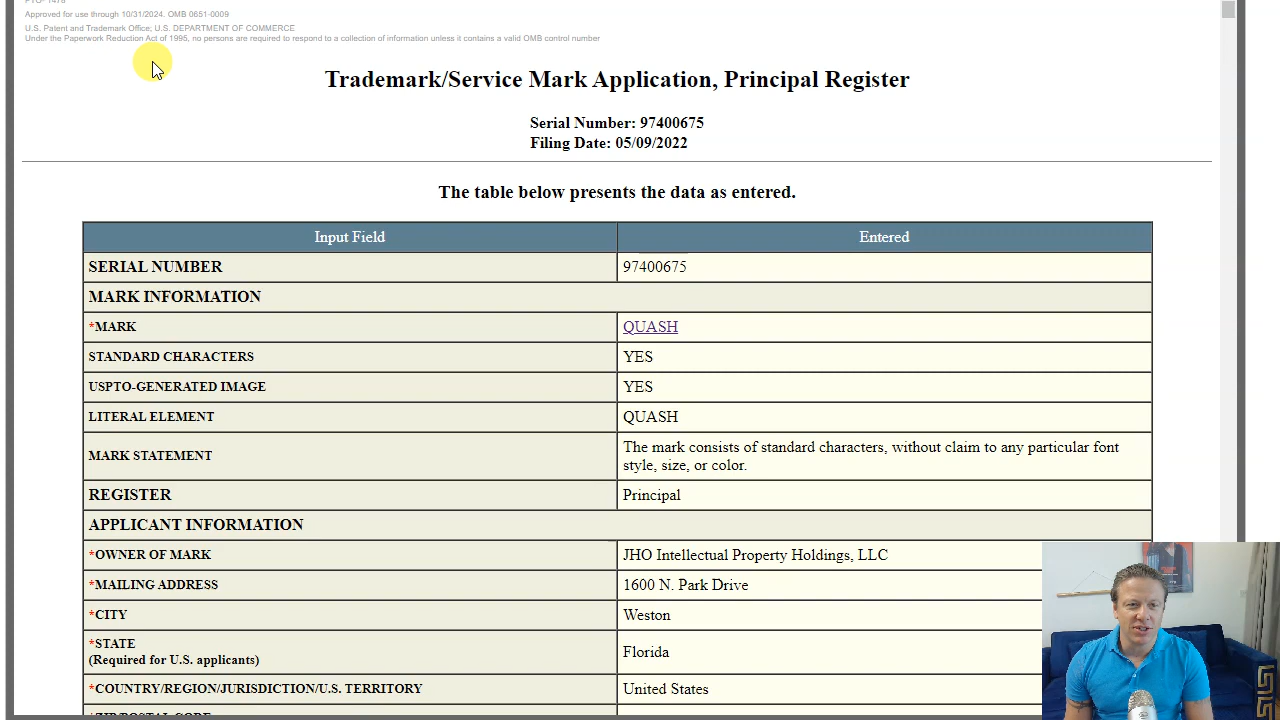 PTO- 1478
Approved for use through 10/31/2024. OMB 0651-0009
U.S. Patent and Trademark Office; U.S. DEPARTMENT OF COMMERCE
Under the Paperwork Reduction Act of 1995, no persons are required to respond to a collection of information unless it contains a valid OMB control number
Trademark/Service Mark Application, Principal Register
Serial Number: 97400675
Filing Date: 05/09/2022
The table below presents the data as entered.
Input Field Entered
SERIAL NUMBER 97400675
MARK INFORMATION
*MARK QUASH
STANDARD CHARACTERS YES
USPTO-GENERATED IMAGE YES
LITERAL ELEMENT QUASH
MARK STATEMENT The mark consists of standard characters, without claim to any particular font
style, size, or color.
REGISTER Principal
APPLICANT INFORMATION
*OWNER OF MARK JHO Intellectual Property Holdings, LLC
*MAILING ADDRESS 1600 N. Park Drive
*CITY Weston
*STATE
(Required for U.S. applicants) Florida
*COUNTRY/REGION/JURISDICTION/U.S. TERRITORY United States
*ZIP/POSTAL CODE